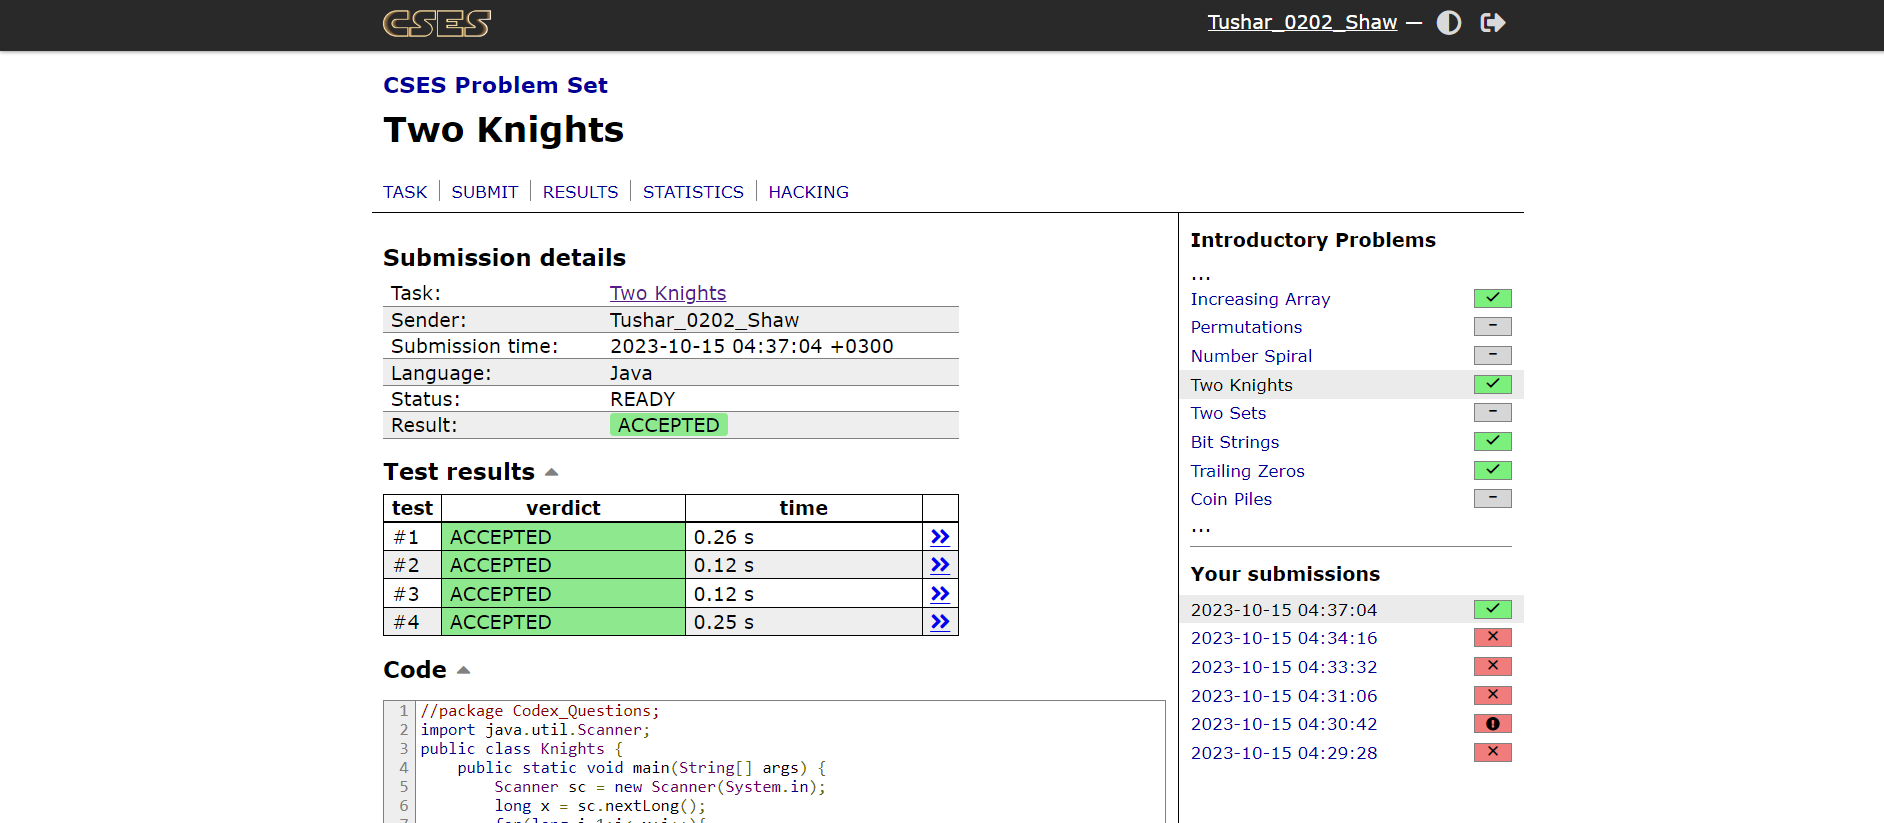 CSES
Tushar_0202_Shaw —
CSES Problem Set
Two Knights
TASK SUBMIT RESULTS STATISTICS HACKING
Submission details
Task: Two Knights
Sender: Tushar_0202_Shaw
Submission time: 2023-10-15 04:37:04 +0300
Language: Java
Status: READY
Result: ACCEPTED
Test results
test verdict time
#1 ACCEPTED 0.26 s »
#2 ACCEPTED 0.12 s »
#3 ACCEPTED 0.12 s »
#4 ACCEPTED 0.25 s »
Code
1 //package Codex_Questions;
2 import java.util.Scanner;
3 public class Knights {
4 public static void main(String[] args) {
5 Scanner sc = new Scanner(System.in);
6 long x = sc.nextLong();
Introductory Problems
...
Increasing Array ✓
Permutations –
Number Spiral –
Two Knights ✓
Two Sets –
Bit Strings ✓
Trailing Zeros ✓
Coin Piles –
...
Your submissions
2023-10-15 04:37:04 ✓
2023-10-15 04:34:16 ×
2023-10-15 04:33:32 ×
2023-10-15 04:31:06 ×
2023-10-15 04:30:42 !
2023-10-15 04:29:28 ×